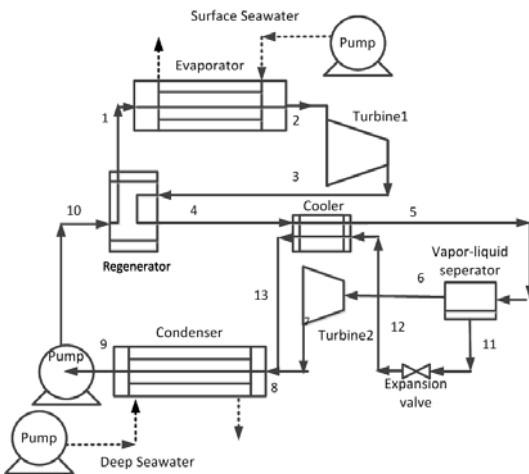 Surface Seawater
Pump
Evaporator
1
2
Turbine1
3
10
4
Cooler
5
Regenerator
Vapor-liquid
seperator
6
13
7
Turbine2
12
11
9
Condenser
8
Pump
Expansion
valve
Pump
Deep Seawater